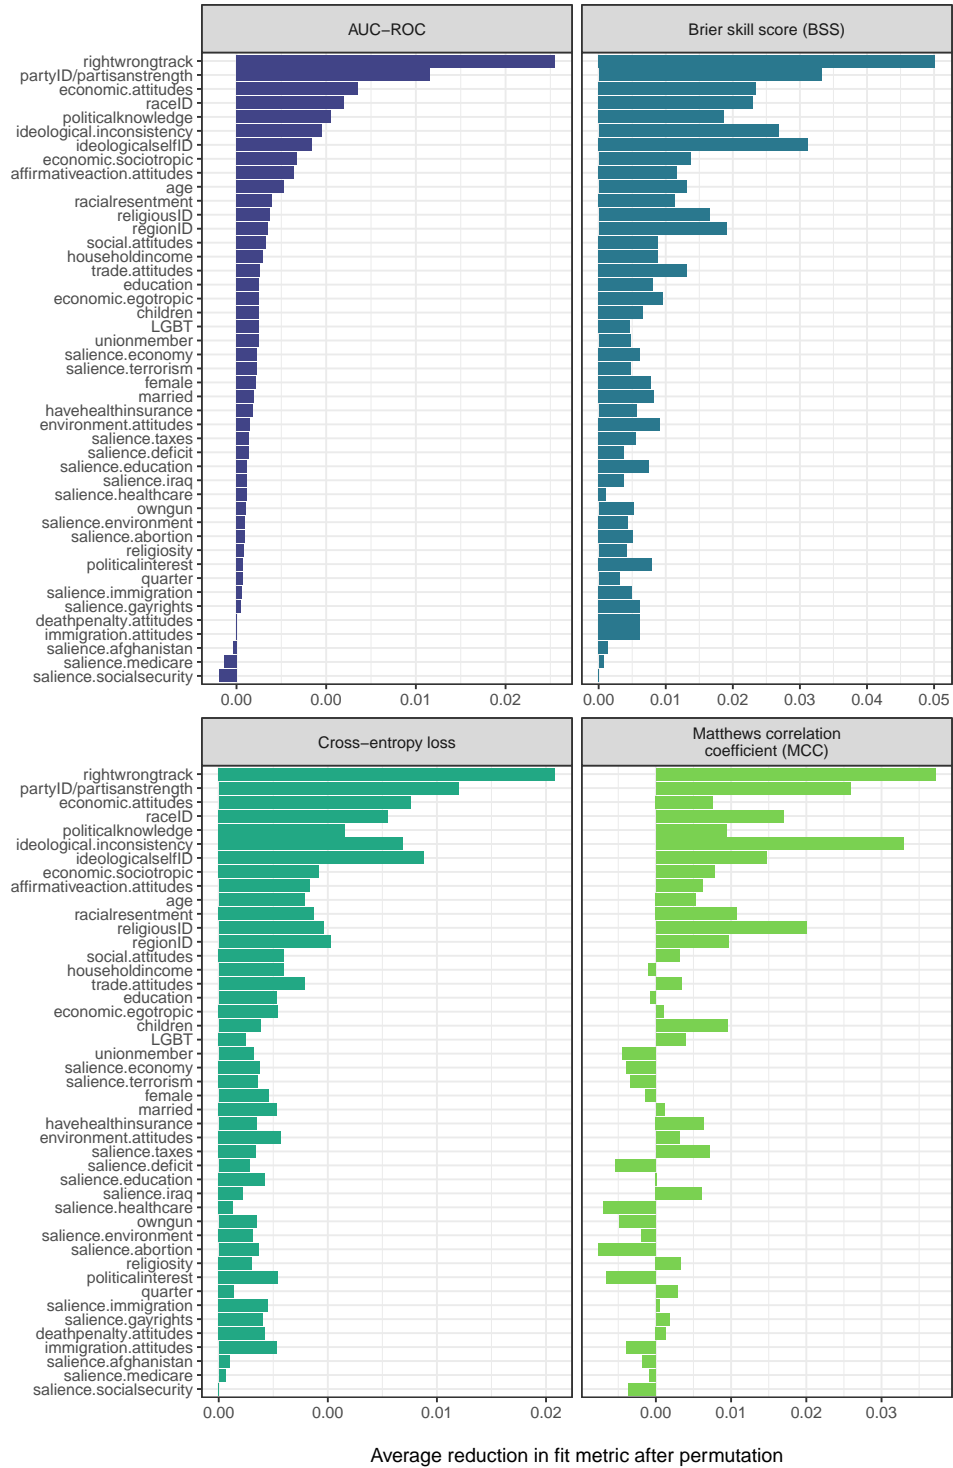 AUC−ROC
Brier skill score (BSS)
rightwrongtrack
partyID/partisanstrength
economic.attitudes
raceID
politicalknowledge
ideological.inconsistency
ideologicalselfID
economic.sociotropic
affirmativeaction.attitudes
age
racialresentment
religiousID
regionID
social.attitudes
householdincome
trade.attitudes
education
economic.egotropic
children
LGBT
unionmember
salience.economy
salience.terrorism
female
married
havehealthinsurance
environment.attitudes
salience.taxes
salience.deficit
salience.education
salience.iraq
salience.healthcare
owngun
salience.environment
salience.abortion
religiosity
politicalinterest
quarter
salience.immigration
salience.gayrights
deathpenalty.attitudes
immigration.attitudes
salience.afghanistan
salience.medicare
salience.socialsecurity
0.00 0.00 0.01 0.02
0.00 0.01 0.02 0.03 0.04 0.05
Cross−entropy loss
Matthews correlation
coefficient (MCC)
rightwrongtrack
partyID/partisanstrength
economic.attitudes
raceID
politicalknowledge
ideological.inconsistency
ideologicalselfID
economic.sociotropic
affirmativeaction.attitudes
age
racialresentment
religiousID
regionID
social.attitudes
householdincome
trade.attitudes
education
economic.egotropic
children
LGBT
unionmember
salience.economy
salience.terrorism
female
married
havehealthinsurance
environment.attitudes
salience.taxes
salience.deficit
salience.education
salience.iraq
salience.healthcare
owngun
salience.environment
salience.abortion
religiosity
politicalinterest
quarter
salience.immigration
salience.gayrights
deathpenalty.attitudes
immigration.attitudes
salience.afghanistan
salience.medicare
salience.socialsecurity
0.00 0.00 0.01 0.02
0.00 0.01 0.02 0.03
Average reduction in fit metric after permutation